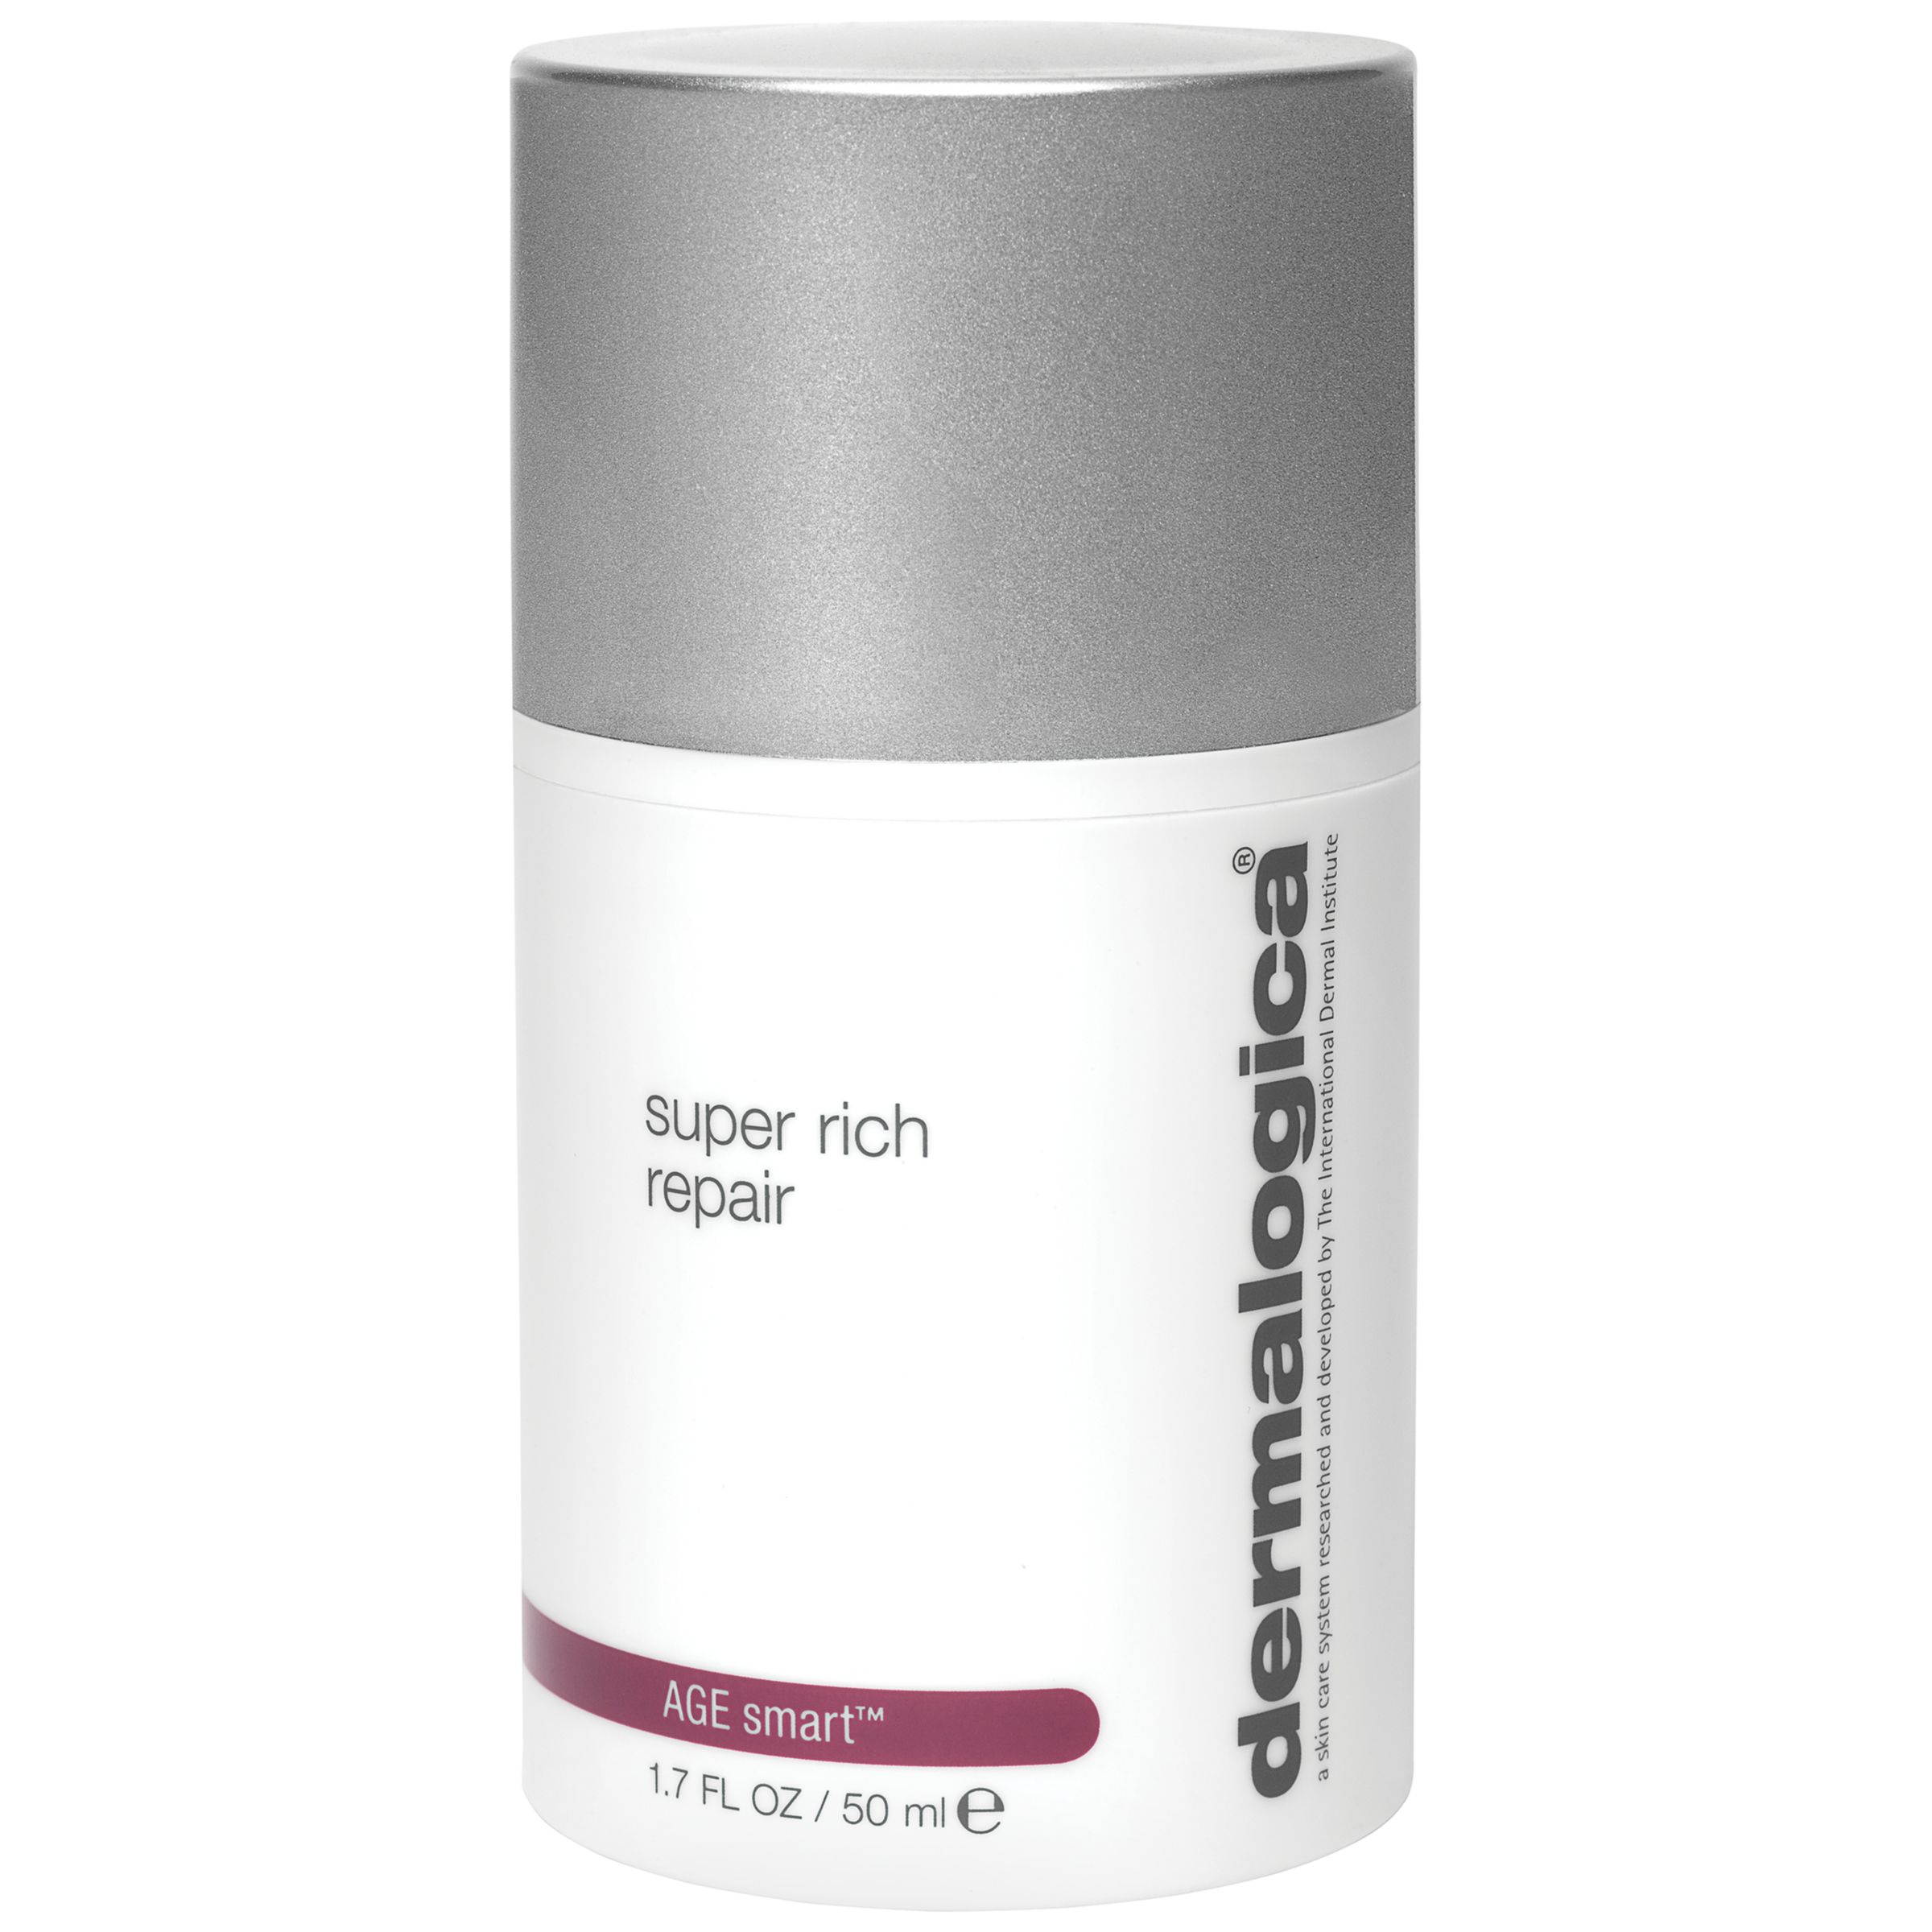 super rich
repair
AGE smart™
1.7 FL OZ / 50 ml ℮
dermalogica®
a skin care system researched and developed by The International Dermal Institute